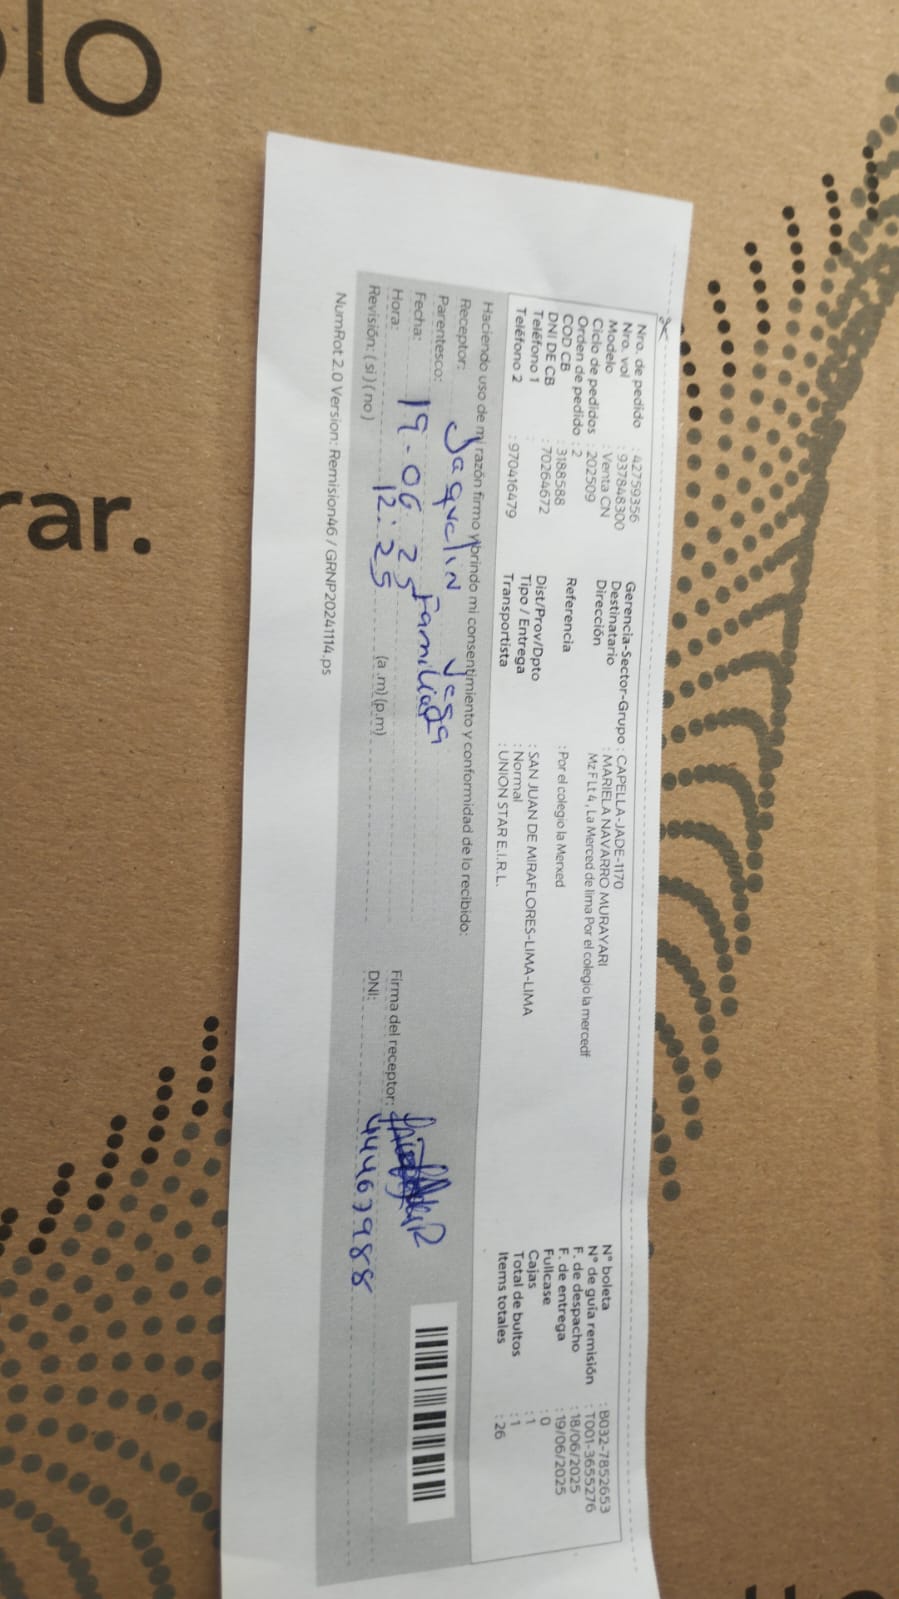 lo
rar.
Nro. de pedido : 42759356
Nro. vol : 937848300
Modelo : Venta CN
Ciclo de pedidos : 202509
Orden de pedido : 2
COD CB : 3188588
DNI DE CB : 70264672
Teléfono 1 :
Teléfono 2 : 970416479
Gerencia-Sector-Grupo : CAPELLA-JADE-1170
Destinatario : MARIELA NAVARRO MURAYARI
Dirección : Mz F Lt 4 , La Merced de lima Por el colegio la mercedf
Referencia : Por el colegio la Merxed
Dist/Prov/Dpto : SAN JUAN DE MIRAFLORES-LIMA-LIMA
Tipo / Entrega : Normal
Transportista : UNION STAR E.I.R.L.
N° boleta : B032-7852653
N° de guía remisión : T001-3655276
F. de despacho : 18/06/2025
F. de entrega : 19/06/2025
Fullcase : 0
Cajas : 1
Total de bultos : 1
Items totales : 26
Haciendo uso de mi razón firmo y brindo mi consentimiento y conformidad de lo recibido:
Receptor: Jaquelin Vega
Parentesco: Familiar
Fecha: 19-06 25
Hora: 12:25 (a.m) (p.m)
Revisión: ( si ) ( no )
Firma del receptor:
DNI: 44467988
NumRot 2.0 Version: Remision46 / GRNP20241114.ps